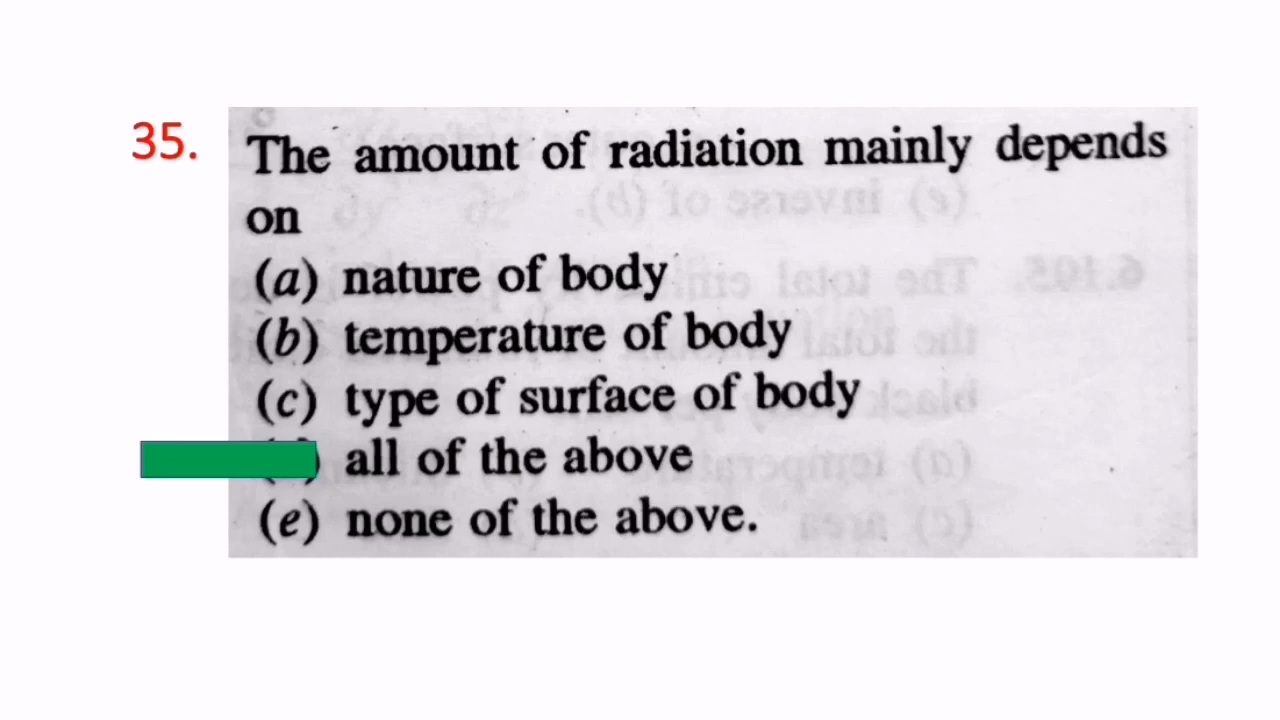 35. The amount of radiation mainly depends
on
(a) nature of body
(b) temperature of body
(c) type of surface of body
all of the above
(e) none of the above.